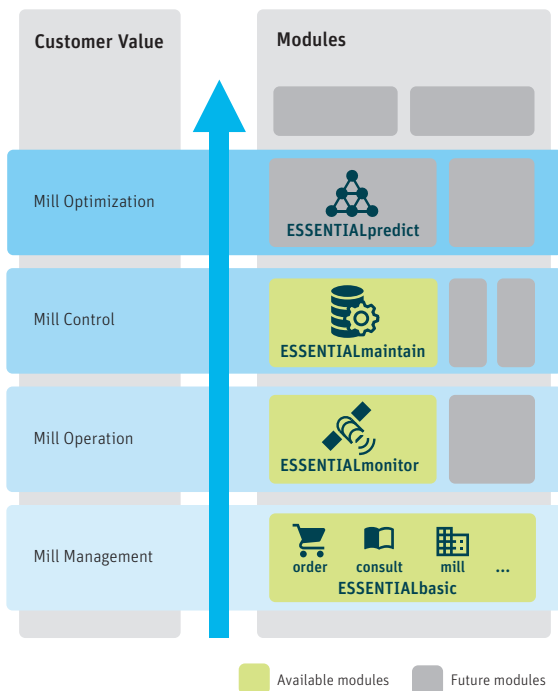 Customer Value
Modules
Mill Optimization
ESSENTIALpredict
Mill Control
ESSENTIALmaintain
Mill Operation
ESSENTIALmonitor
Mill Management
order consult mill ...
ESSENTIALbasic
Available modules
Future modules